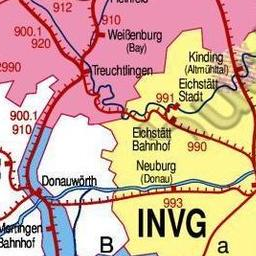 912
910
900.1
920
Weißenburg
(Bay)
2990
Treuchtlingen
Kinding
(Altmühltal)
Eichstätt
Stadt
991
900.1
910
Eichstätt
Bahnhof
990
Neuburg
(Donau)
Donauwörth
993
INVG
Bahnhof
B
a